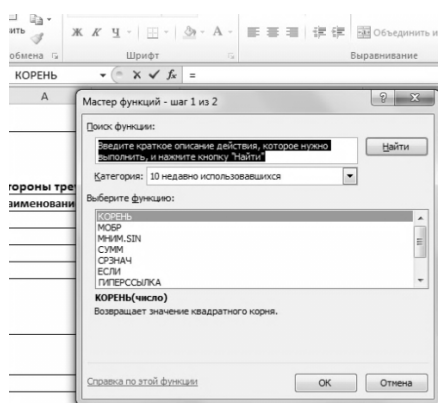 ить
Ж К Ч А
Объединить и
обмена
Шрифт
Выравнивание
КОРЕНЬ
fx =
A
Мастер функций - шаг 1 из 2
Поиск функции:
Введите краткое описание действия, которое нужно
выполнить, и нажмите кнопку "Найти"
Найти
Категория: 10 недавно использовавшихся
тороны тре
аименовани
Выберите функцию:
КОРЕНЬ
МОБР
МНИМ.SIN
СУММ
СРЗНАЧ
ЕСЛИ
ГИПЕРССЫЛКА
КОРЕНЬ(число)
Возвращает значение квадратного корня.
Справка по этой функции
ОК
Отмена